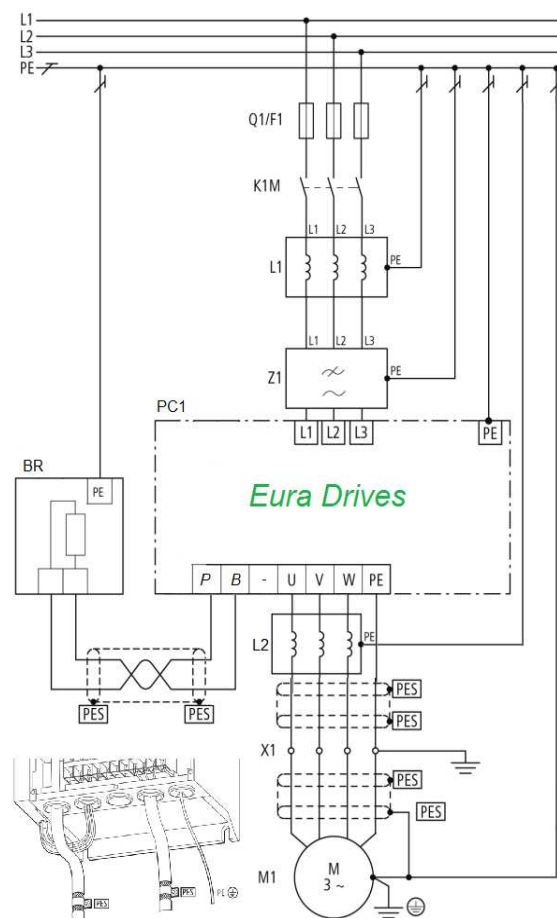 L1
L2
L3
PE
Q1/F1
K1M
L1 L2 L3
L1
PE
L1 L2 L3
Z1
PE
PC1
L1 L2 L3 PE
BR
PE
Eura Drives
P B - U V W PE
L2
PE
PES
PES PES
PES
X1
PES
PES
M1
M
3 ~
PES
PES
PE